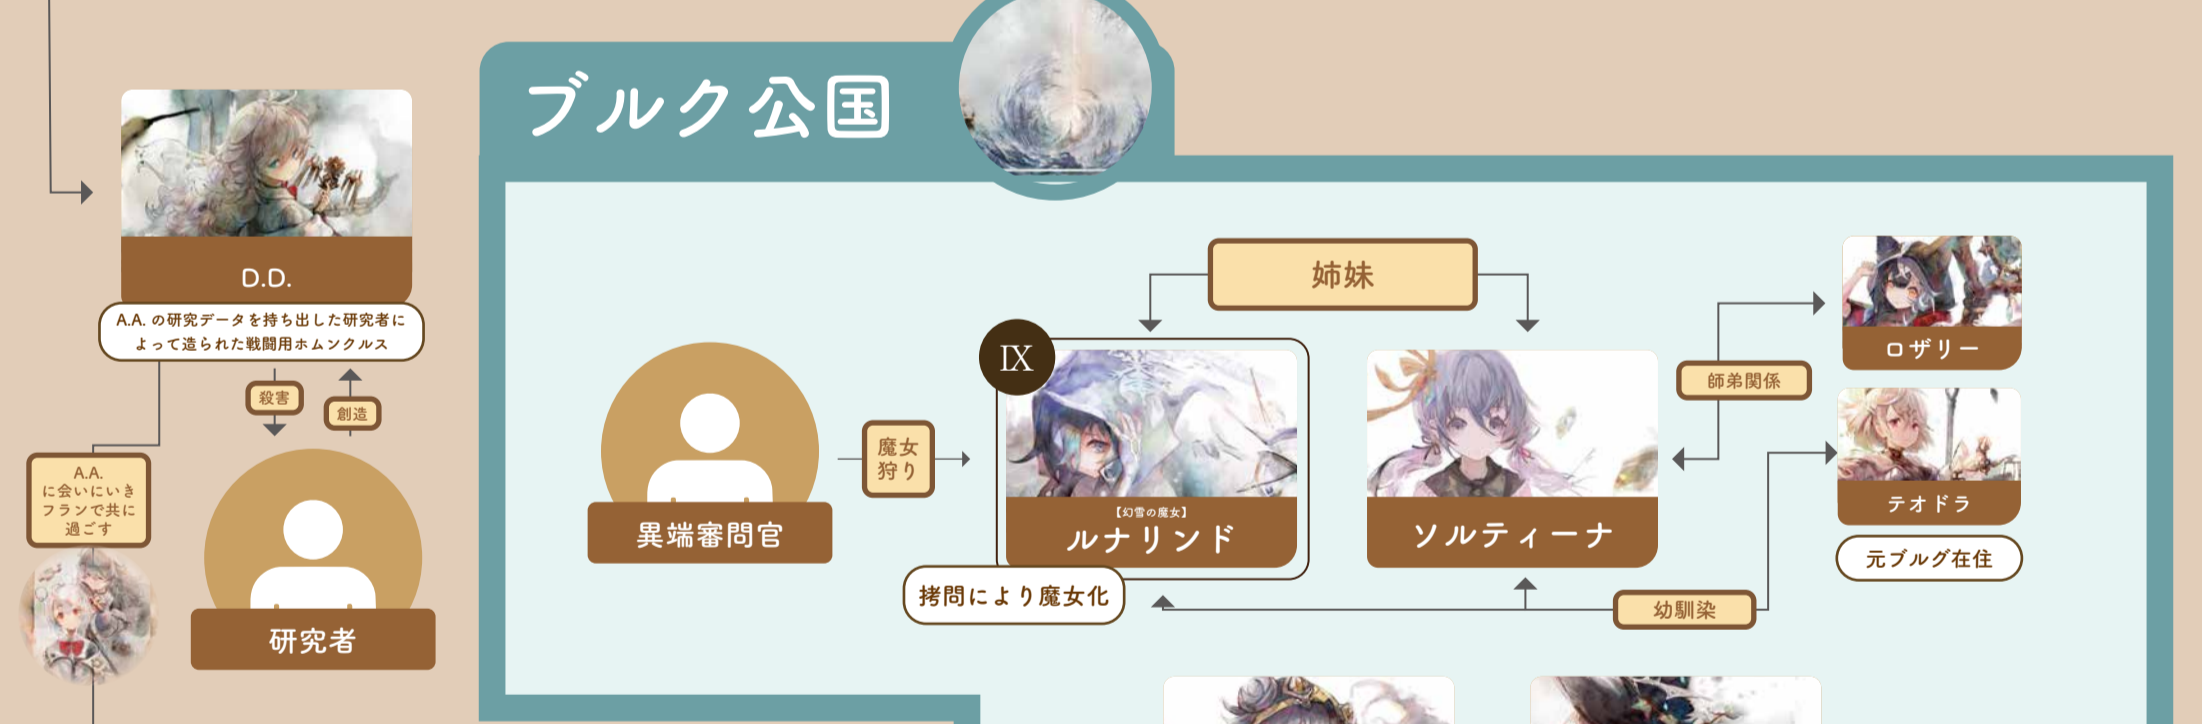 ブルク公国
D.D.
A.A. の研究データを持ち出した研究者に
よって造られた戦闘用ホムンクルス
殺害
創造
A.A.
に会いにいき
フランで共に
過ごす
研究者
姉妹
異端審問官
魔女
狩り
IX
【幻雪の魔女】
ルナリンド
拷問により魔女化
ソルティーナ
師弟関係
ロザリー
テオドラ
元ブルグ在住
幼馴染